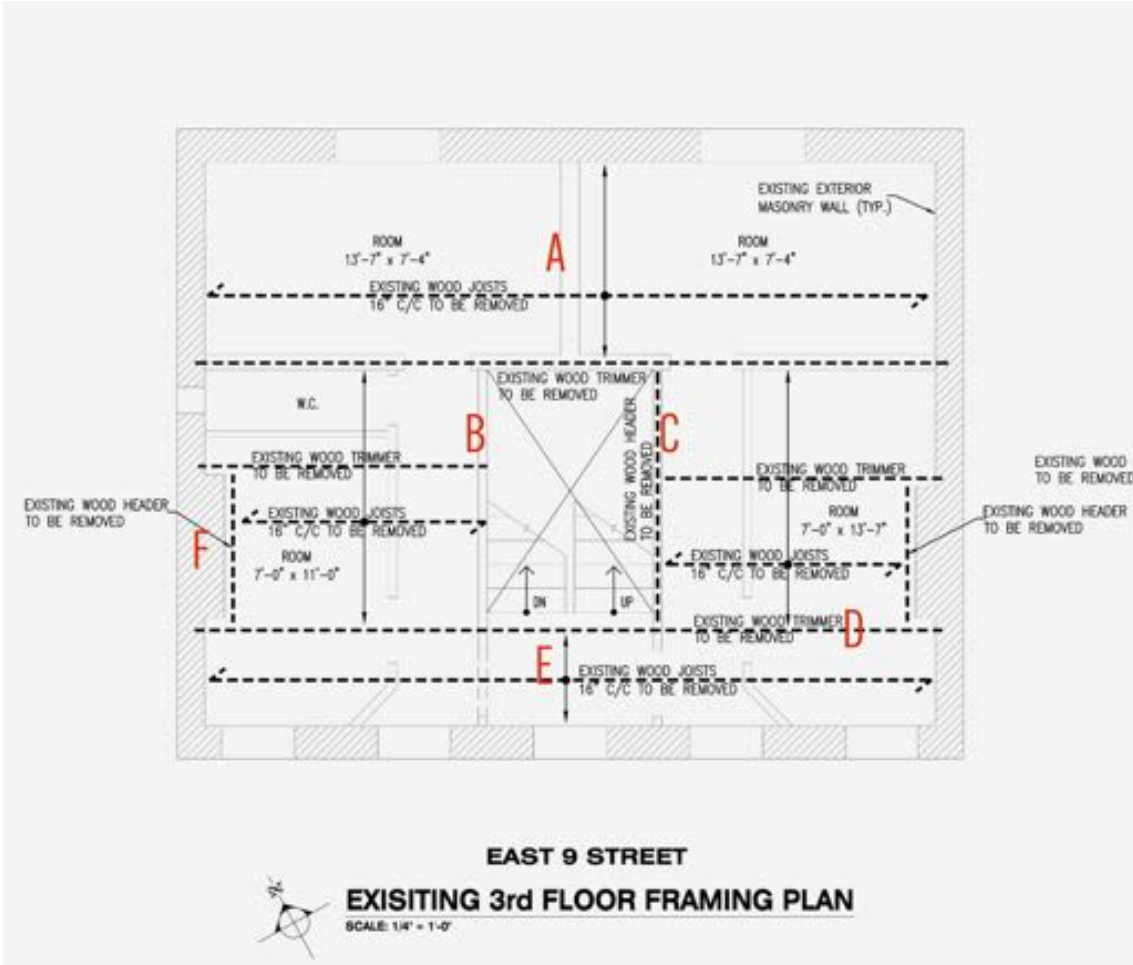 EXISTING EXTERIOR
MASONRY WALL (TYP.)
ROOM
13'-7" x 7'-4"
A
ROOM
13'-7" x 7'-4"
EXISTING WOOD JOISTS
16" C/C TO BE REMOVED
EXISTING WOOD TRIMMER
TO BE REMOVED
W.C.
B
EXISTING WOOD HEADER
TO BE REMOVED
C
EXISTING WOOD TRIMMER
TO BE REMOVED
EXISTING WOOD TRIMMER
TO BE REMOVED
EXISTING WOOD
TO BE REMOVED
EXISTING WOOD HEADER
TO BE REMOVED
F
EXISTING WOOD JOISTS
16" C/C TO BE REMOVED
ROOM
7'-0" x 11'-0"
ROOM
7'-0" x 13'-7"
EXISTING WOOD HEADER
TO BE REMOVED
EXISTING WOOD JOISTS
16" C/C TO BE REMOVED
DN
UP
EXISTING WOOD TRIMMER
TO BE REMOVED
D
E
EXISTING WOOD JOISTS
16" C/C TO BE REMOVED
EAST 9 STREET
EXISITING 3rd FLOOR FRAMING PLAN
SCALE: 1/4" = 1'-0"